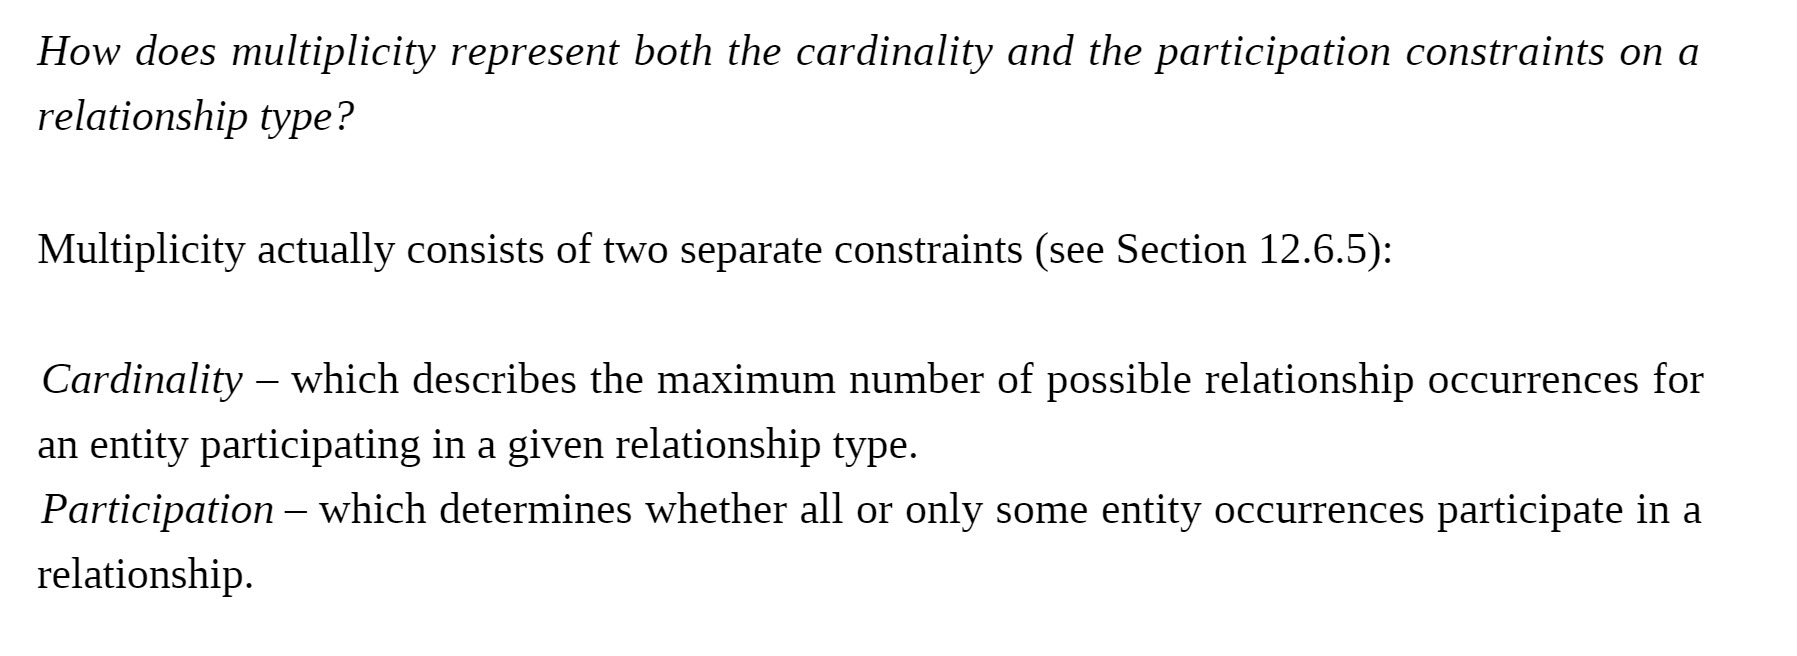 How does multiplicity represent both the cardinality and the participation constraints on a
relationship type?
Multiplicity actually consists of two separate constraints (see Section 12.6.5):
Cardinality – which describes the maximum number of possible relationship occurrences for
an entity participating in a given relationship type.
Participation – which determines whether all or only some entity occurrences participate in a
relationship.